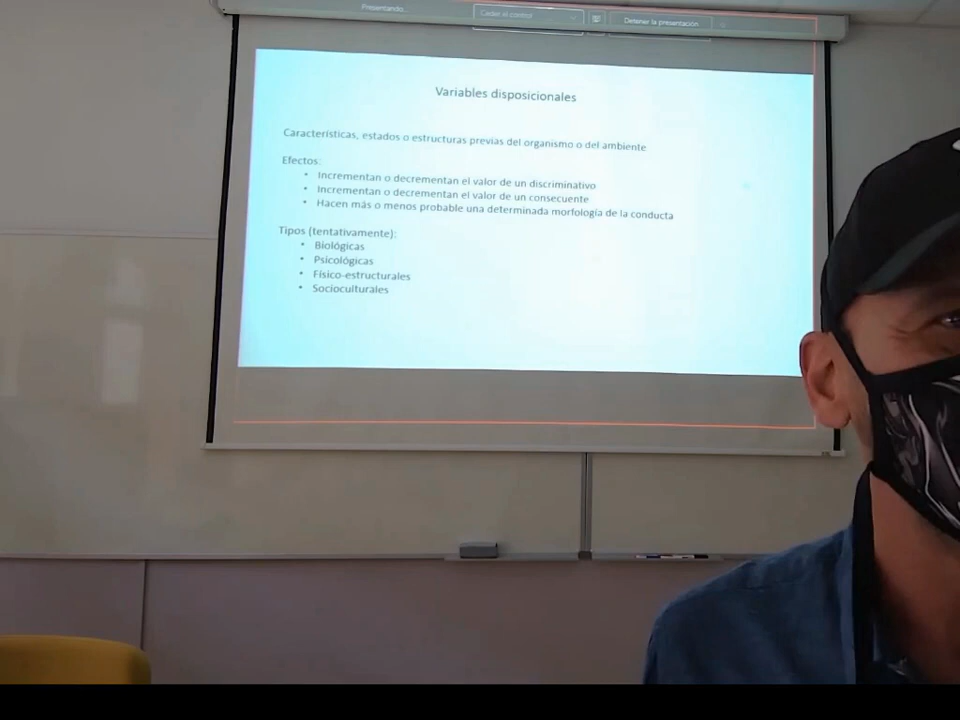 Presentando...
Ceder el control
Detener la presentación
Variables disposicionales
Características, estados o estructuras previas del organismo o del ambiente
Efectos:
• Incrementan o decrementan el valor de un discriminativo
• Incrementan o decrementan el valor de un consecuente
• Hacen más o menos probable una determinada morfología de la conducta
Tipos (tentativamente):
• Biológicas
• Psicológicas
• Físico-estructurales
• Socioculturales